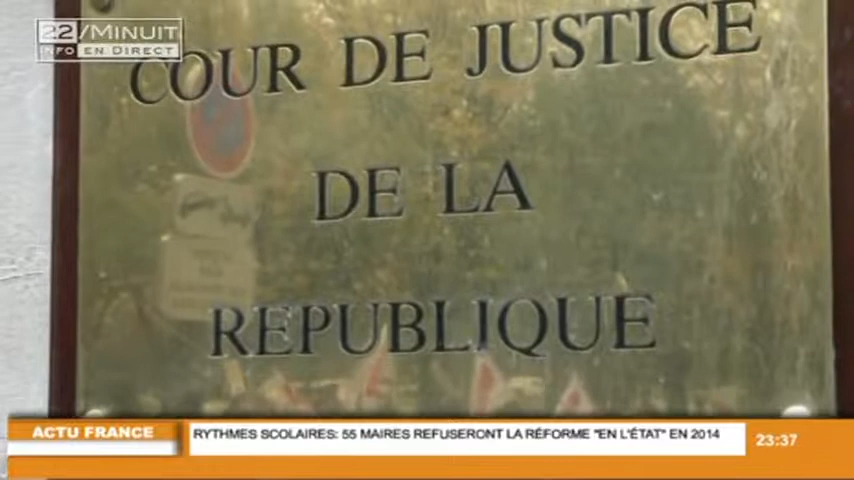 22/MINUIT
INFO EN DIRECT
COUR DE JUSTICE
DE LA
REPUBLIQUE
ACTU FRANCE
RYTHMES SCOLAIRES: 55 MAIRES REFUSERONT LA RÉFORME "EN L'ÉTAT" EN 2014
23:37